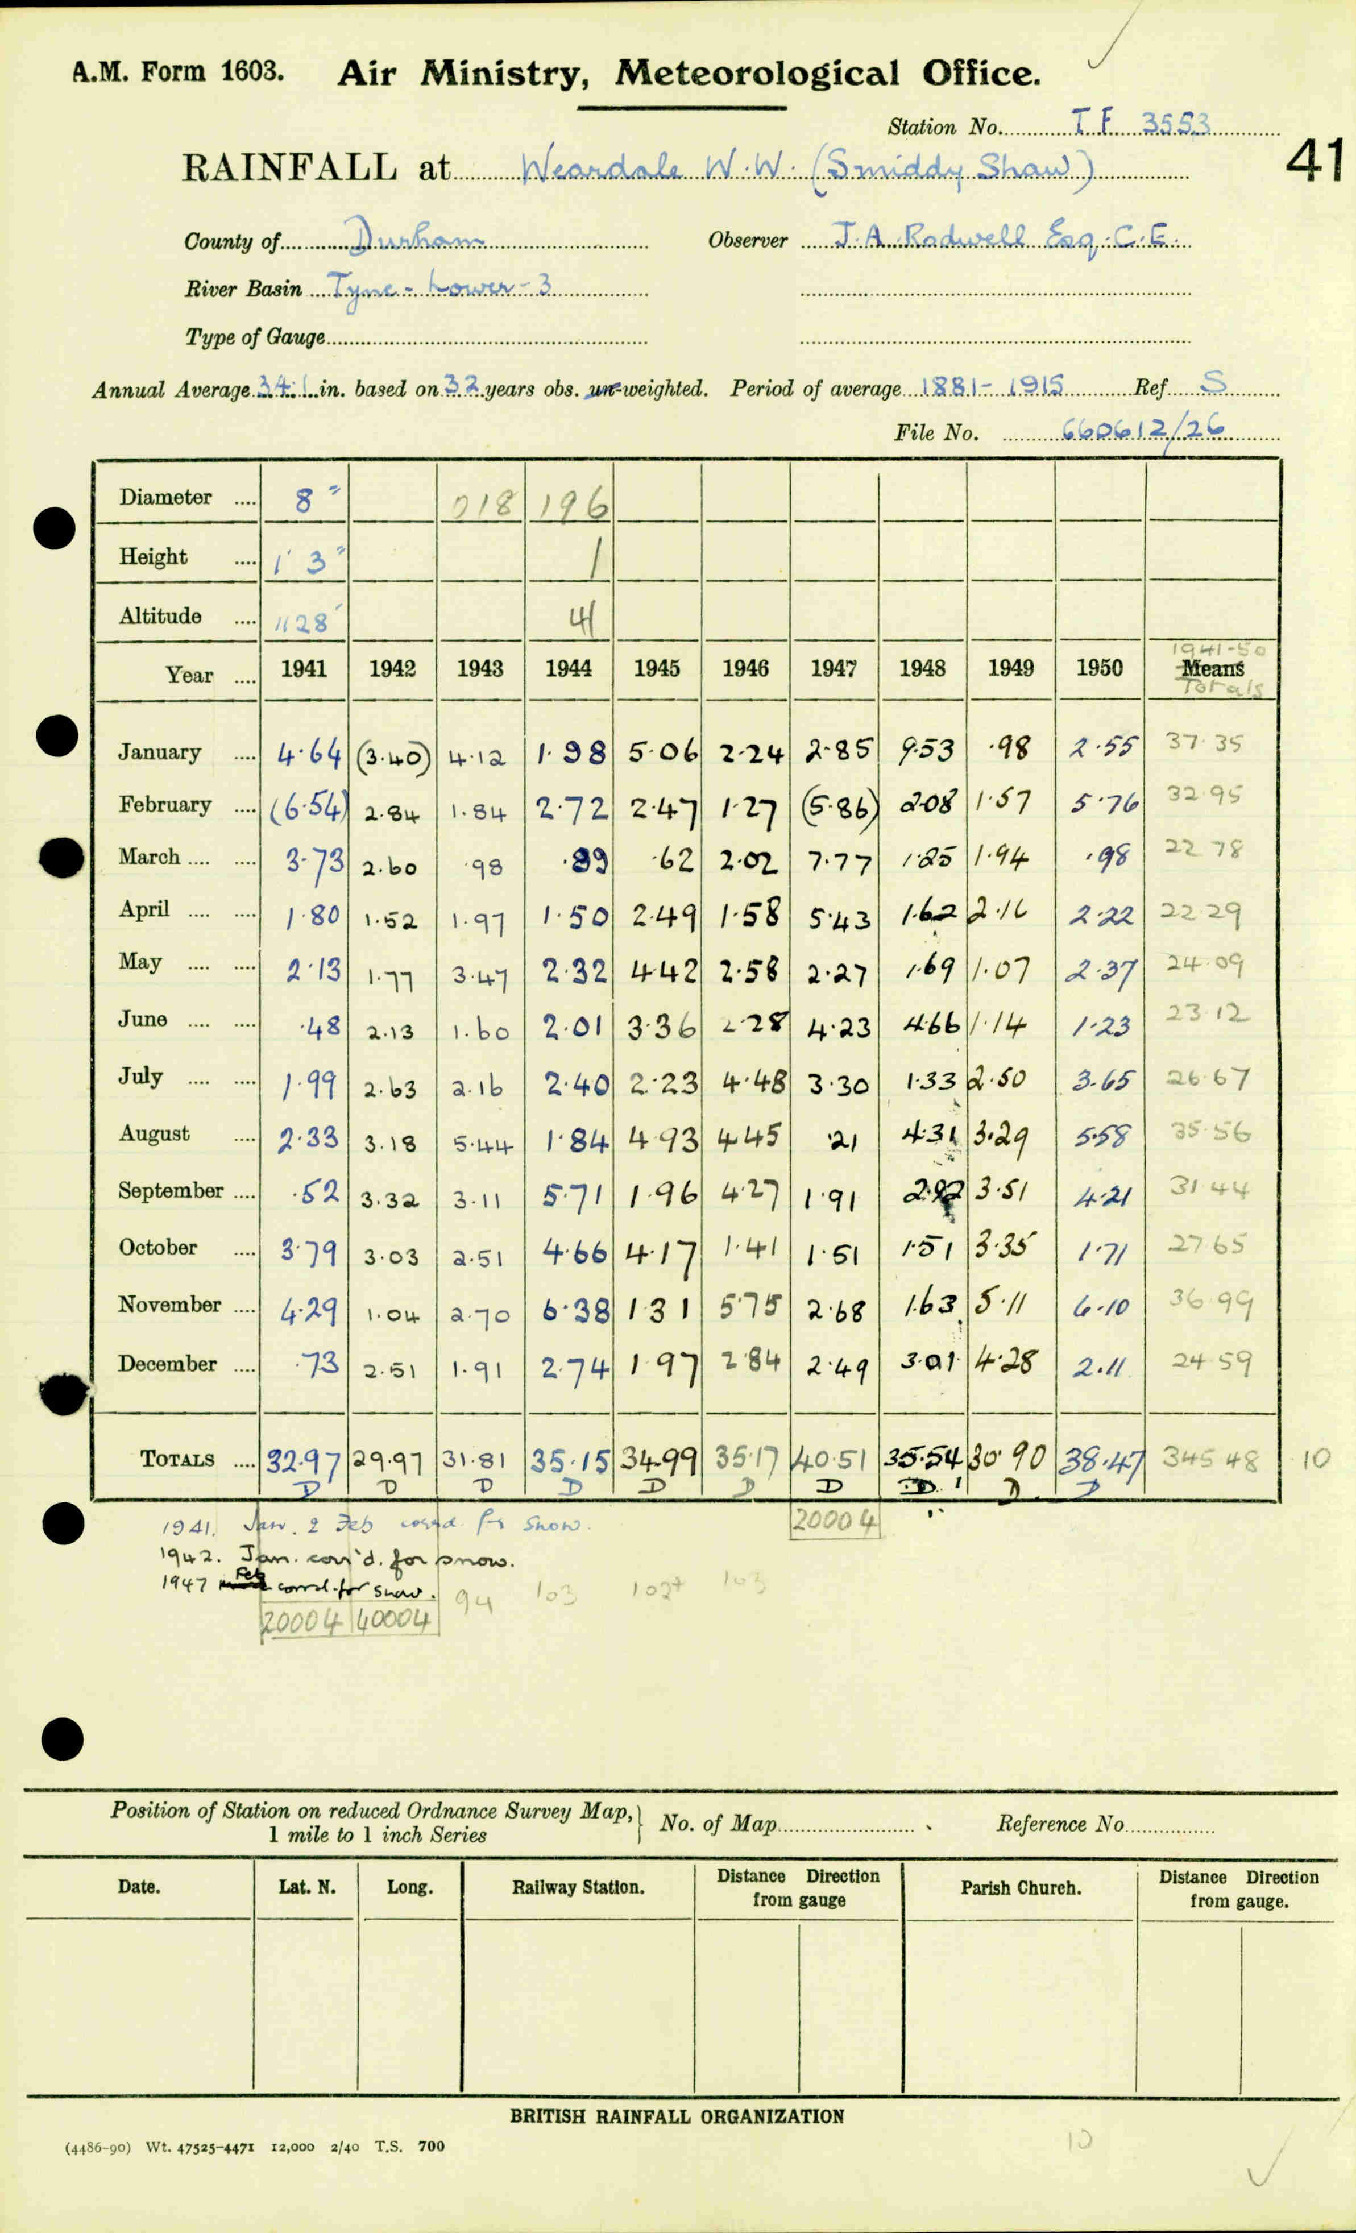 A.M. Form 1603. Air Ministry, Meteorological Office.
Station No. TF 3553
41
RAINFALL at Weardale W.W. (Smiddy Shaw)
County of Durham Observer J.A. Rodwell Esq. C.E.
River Basin Tyne - Lower - 3
Type of Gauge
Annual Average 34.1 in. based on 32 years obs. un-weighted. Period of average 1881-1915 Ref. S
File No. 660612/26
Diameter .... 8" 018 196
Height .... 1' 3" 1
Altitude .... 1128' 41
1941-50
Year .... 1941 1942 1943 1944 1945 1946 1947 1948 1949 1950 Means
Totals
January .... 4.64 (3.40) 4.12 1.98 5.06 2.24 2.85 9.53 .98 2.55 37.35
February .... (6.54) 2.84 1.84 2.72 2.47 1.27 (5.86) 2.08 1.57 5.76 32.95
March .... .... 3.73 2.60 .98 .89 .62 2.02 7.77 1.25 1.94 .98 22.78
April .... .... 1.80 1.52 1.97 1.50 2.49 1.58 5.43 1.62 2.16 2.22 22.29
May .... .... 2.13 1.77 3.47 2.32 4.42 2.58 2.27 1.69 1.07 2.37 24.09
June .... .... .48 2.13 1.60 2.01 3.36 2.28 4.23 4.66 1.14 1.23 23.12
July .... .... 1.99 2.63 2.16 2.40 2.23 4.48 3.30 1.33 2.50 3.65 26.67
August .... 2.33 3.18 5.44 1.84 4.93 4.45 .21 4.31 3.29 5.58 35.56
September .... .52 3.32 3.11 5.71 1.96 4.27 1.91 2.92 3.51 4.21 31.44
October .... 3.79 3.03 2.51 4.66 4.17 1.41 1.51 1.51 3.35 1.71 27.65
November .... 4.29 1.04 2.70 6.38 1.31 5.75 2.68 1.63 5.11 6.10 36.99
December .... .73 2.51 1.91 2.74 1.97 2.84 2.49 3.01 4.28 2.11 24.59
TOTALS .... 32.97 29.97 31.81 35.15 34.99 35.17 40.51 35.54 30.90 38.47 345.48 10
D D D D D D D D D D
1941. Jan. & Feb corrd. for snow. 20004
1942. Jan. corr'd. for snow.
1947 Feb corrd. for snow. 94 103 102+ 103
20004 40004
Position of Station on reduced Ordnance Survey Map, 1 mile to 1 inch Series } No. of Map Reference No.
Date. Lat. N. Long. Railway Station. Distance Direction from gauge Parish Church. Distance Direction from gauge.
BRITISH RAINFALL ORGANIZATION
(4486-90) Wt. 47525-4471 12,000 2/40 T.S. 700
10